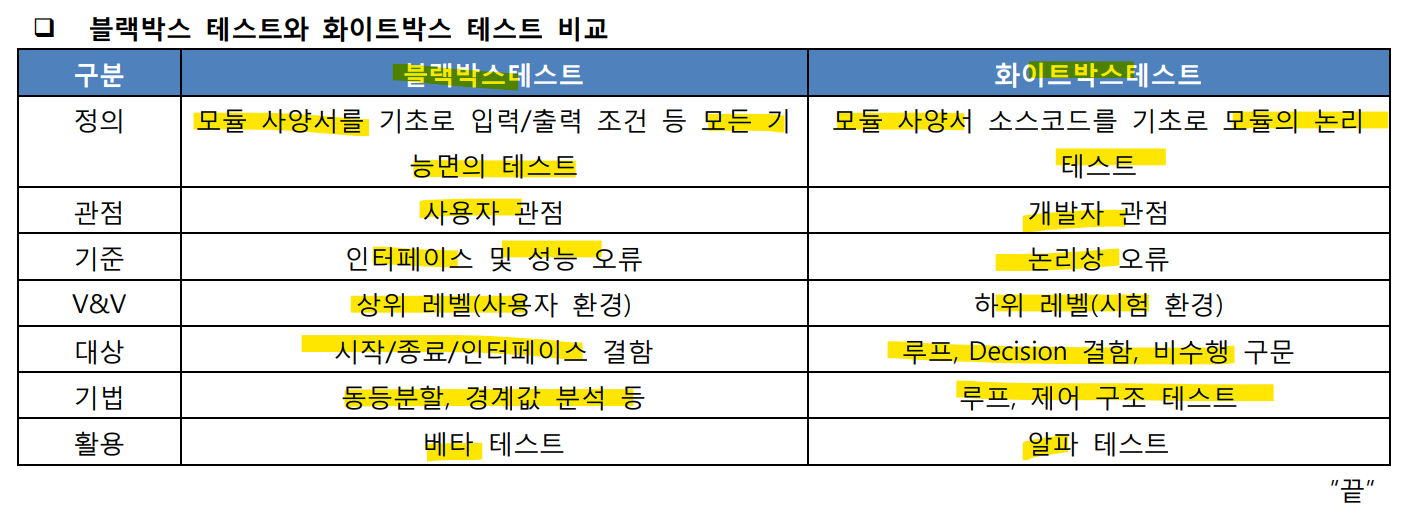 ❑ 블랙박스 테스트와 화이트박스 테스트 비교
구분 블랙박스테스트 화이트박스테스트
정의 모듈 사양서를 기초로 입력/출력 조건 등 모든 기 모듈 사양서 소스코드를 기초로 모듈의 논리
능면의 테스트 테스트
관점 사용자 관점 개발자 관점
기준 인터페이스 및 성능 오류 논리상 오류
V&V 상위 레벨(사용자 환경) 하위 레벨(시험 환경)
대상 시작/종료/인터페이스 결함 루프, Decision 결함, 비수행 구문
기법 동등분할, 경계값 분석 등 루프, 제어 구조 테스트
활용 베타 테스트 알파 테스트
"끝"